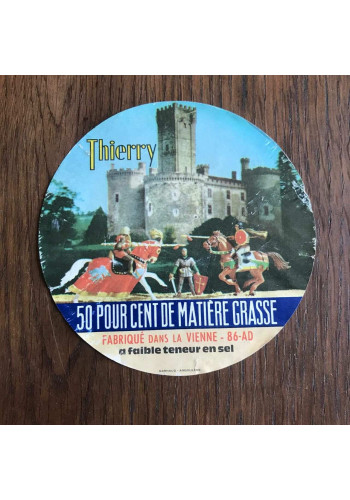 Thierry
50 POUR CENT DE MATIÈRE GRASSE
FABRIQUÉ DANS LA VIENNE - 86-AD
a faible teneur en sel